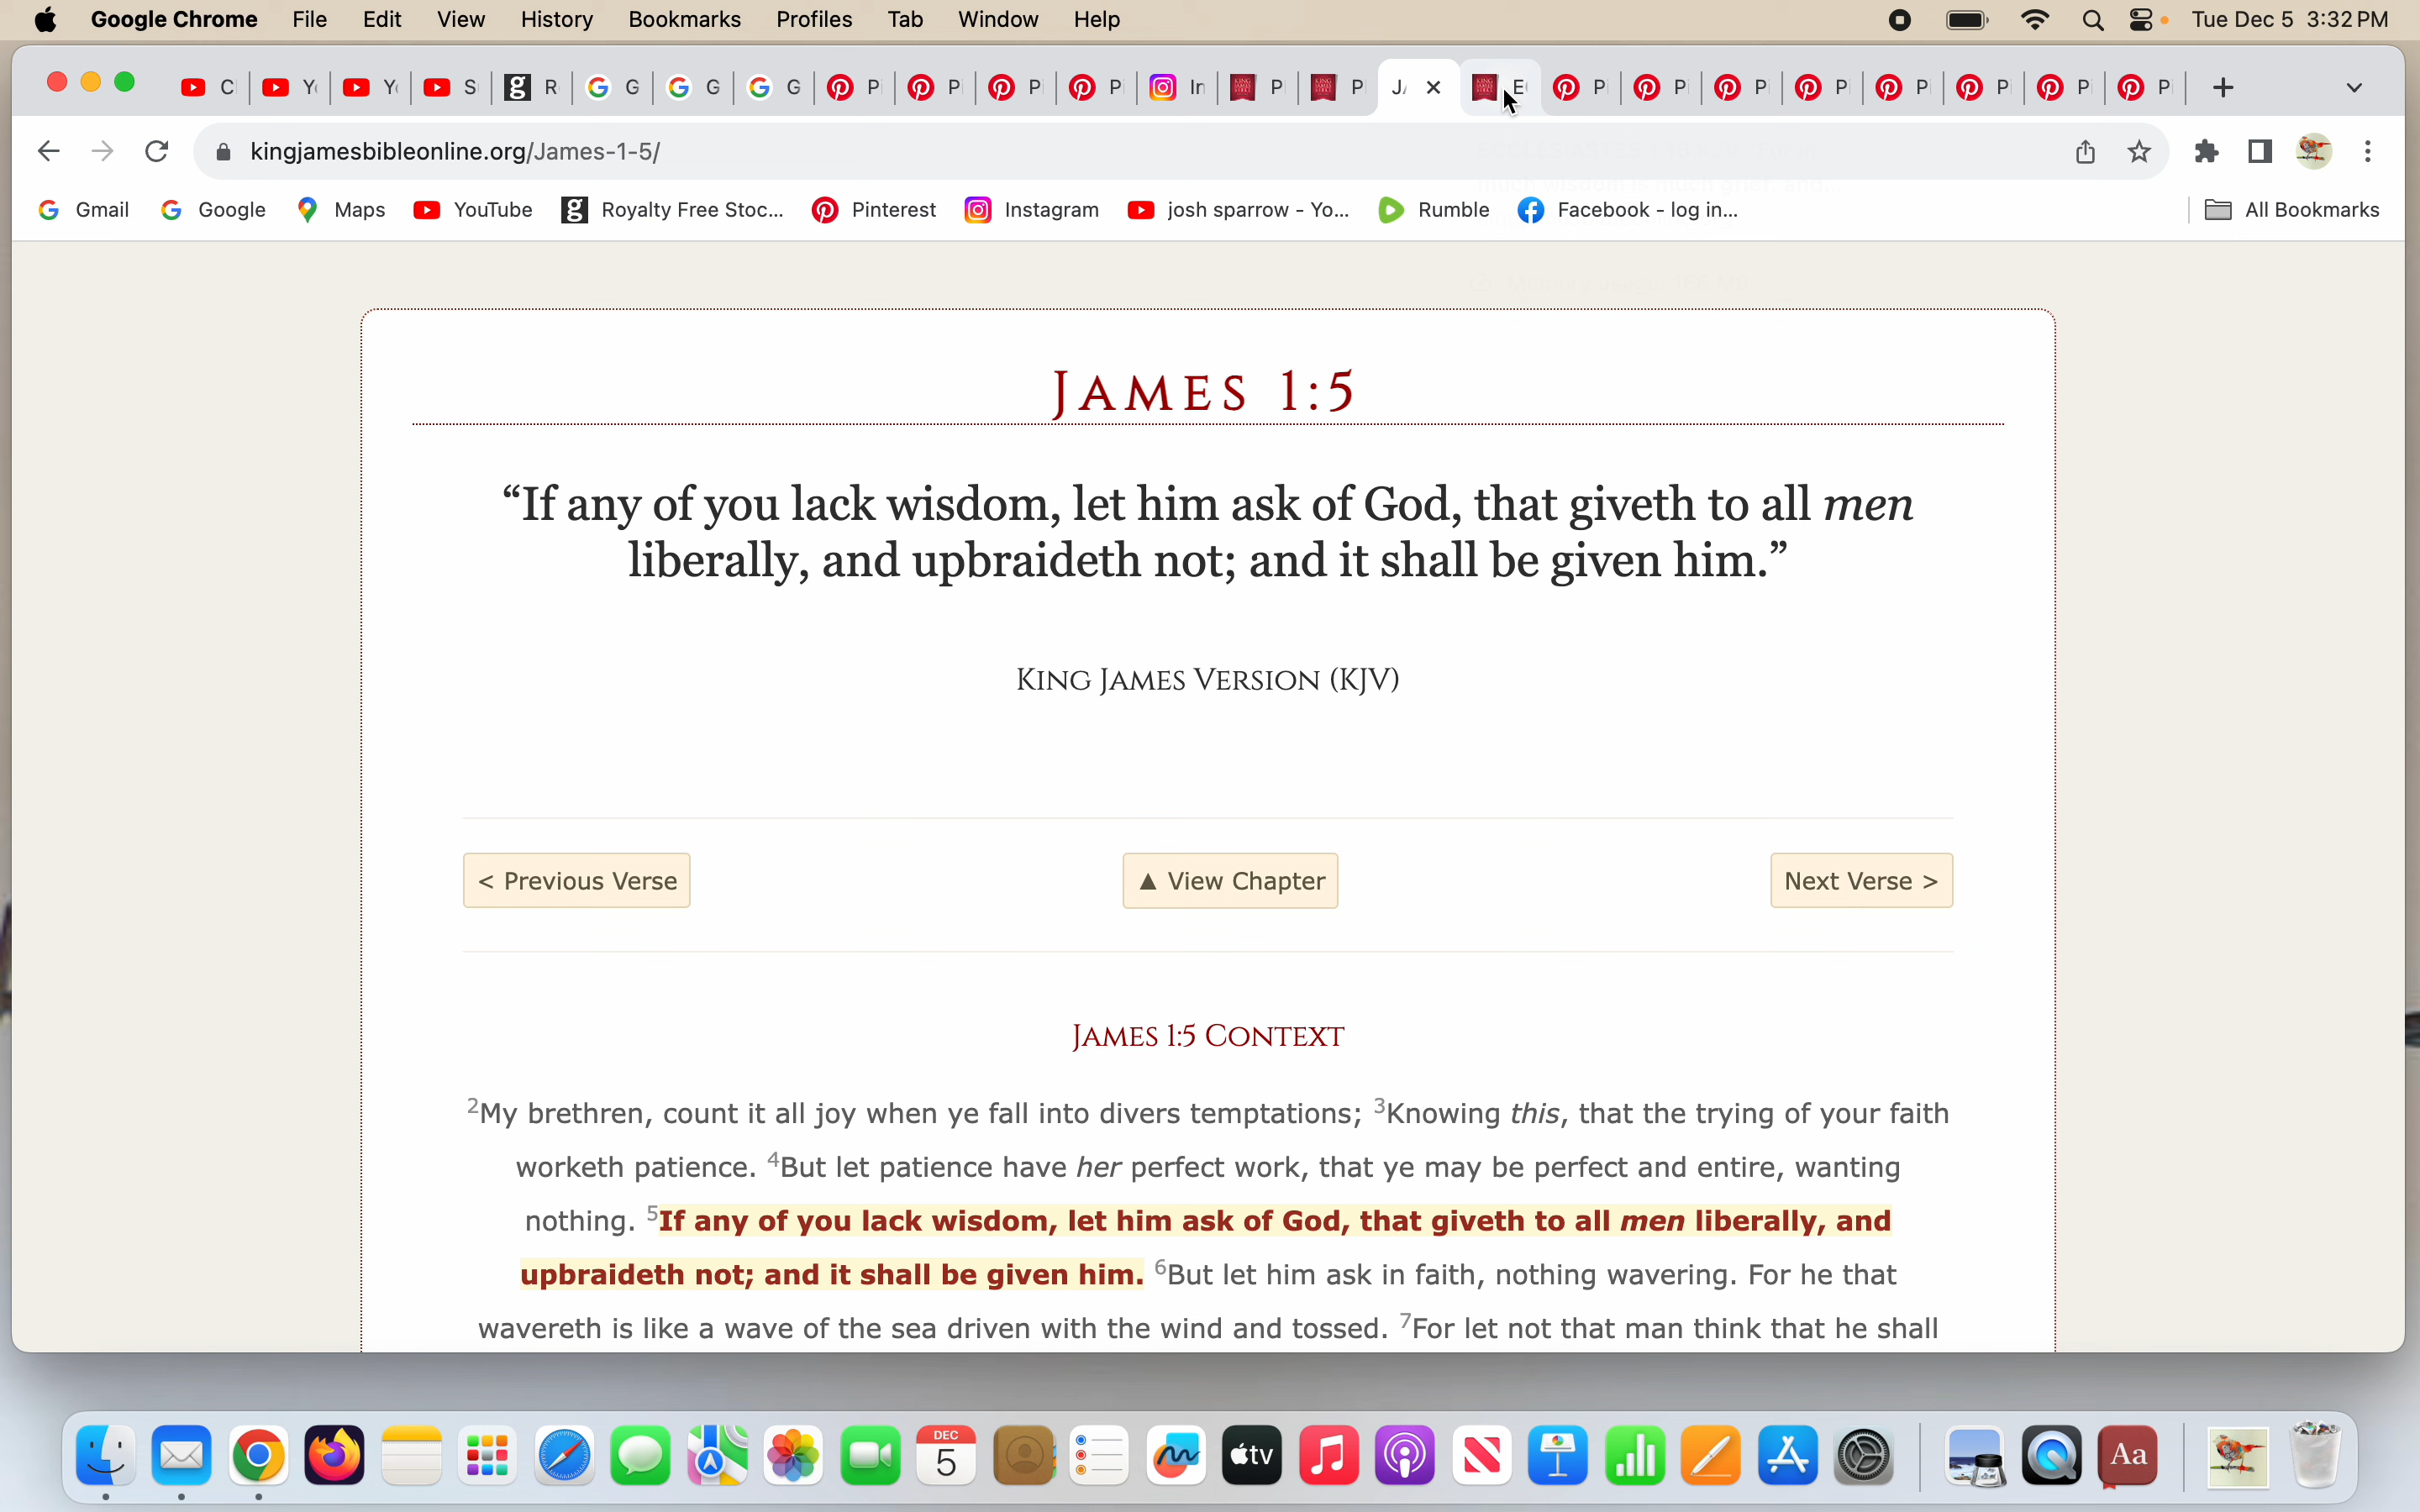 Google Chrome File Edit View History Bookmarks Profiles Tab Window Help Tue Dec 5 3:32 PM
C Y Y S R G G G P P P P In P P JA E P P P P P P P P
kingjamesbibleonline.org/James-1-5/
Gmail Google Maps YouTube Royalty Free Stoc... Pinterest Instagram josh sparrow - Yo... Rumble Facebook - log in... All Bookmarks
JAMES 1:5
“If any of you lack wisdom, let him ask of God, that giveth to all men
liberally, and upbraideth not; and it shall be given him.”
KING JAMES VERSION (KJV)
< Previous Verse ▲ View Chapter Next Verse >
JAMES 1:5 CONTEXT
2My brethren, count it all joy when ye fall into divers temptations; 3Knowing this, that the trying of your faith
worketh patience. 4But let patience have her perfect work, that ye may be perfect and entire, wanting
nothing. 5If any of you lack wisdom, let him ask of God, that giveth to all men liberally, and
upbraideth not; and it shall be given him. 6But let him ask in faith, nothing wavering. For he that
wavereth is like a wave of the sea driven with the wind and tossed. 7For let not that man think that he shall
DEC
5
tv
Aa